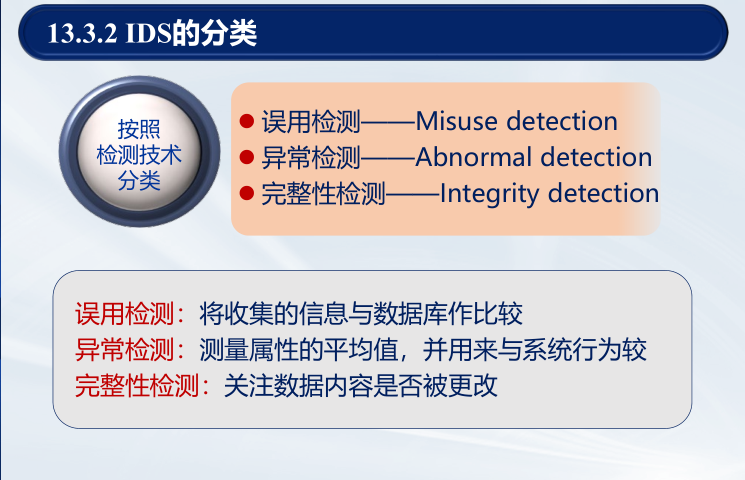 13.3.2 IDS的分类
按照
检测技术
分类
误用检测——Misuse detection
异常检测——Abnormal detection
完整性检测——Integrity detection
误用检测：将收集的信息与数据库作比较
异常检测：测量属性的平均值，并用来与系统行为较
完整性检测：关注数据内容是否被更改